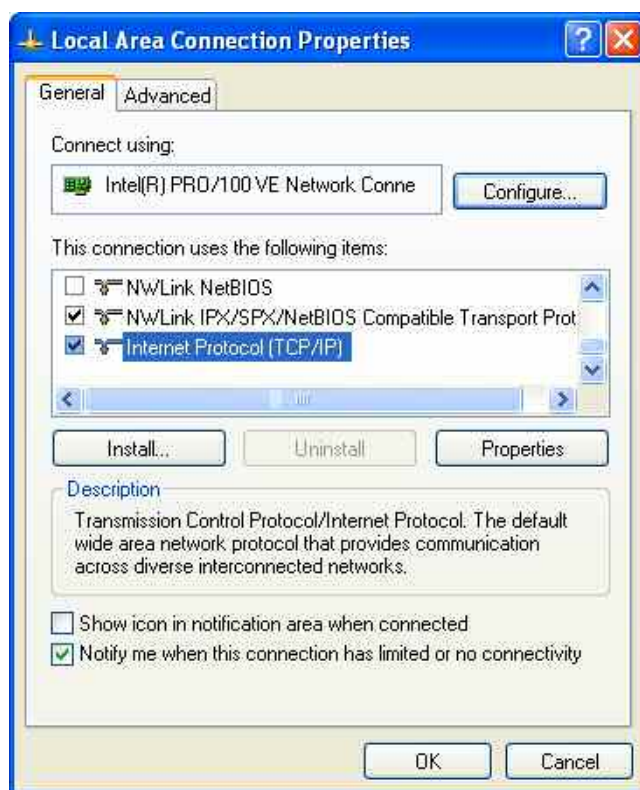 Local Area Connection Properties
General Advanced
Connect using:
Intel(R) PRO/100 VE Network Conne
Configure...
This connection uses the following items:
NWLink NetBIOS
NWLink IPX/SPX/NetBIOS Compatible Transport Prot
Internet Protocol (TCP/IP)
Install... Uninstall Properties
Description
Transmission Control Protocol/Internet Protocol. The default
wide area network protocol that provides communication
across diverse interconnected networks.
Show icon in notification area when connected
Notify me when this connection has limited or no connectivity
OK Cancel